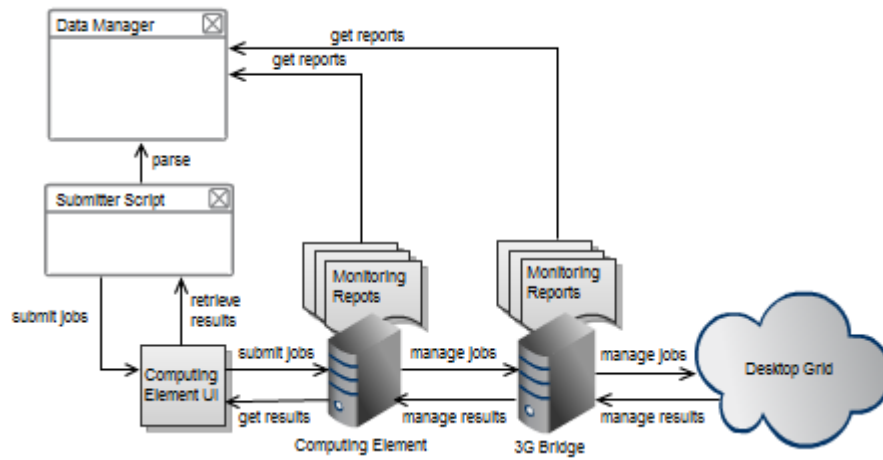 Data Manager
get reports
get reports
parse
Submitter Script
Monitoring
Repots
Monitoring
Reports
submit jobs
retrieve
results
submit jobs
manage jobs
manage jobs
Desktop Grid
Computing
Element UI
get results
manage results
manage results
Computing Element
3G Bridge